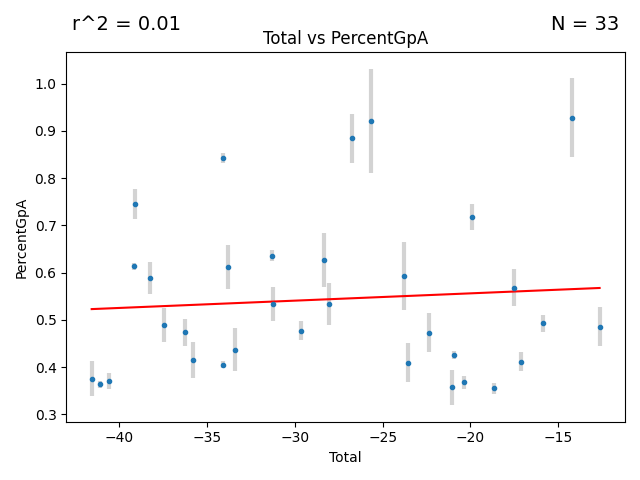 r^2 = 0.01
N = 33
Total vs PercentGpA
1.0
0.9
0.8
0.7
0.6
0.5
0.4
0.3
PercentGpA
−40
−35
−30
−25
−20
−15
Total